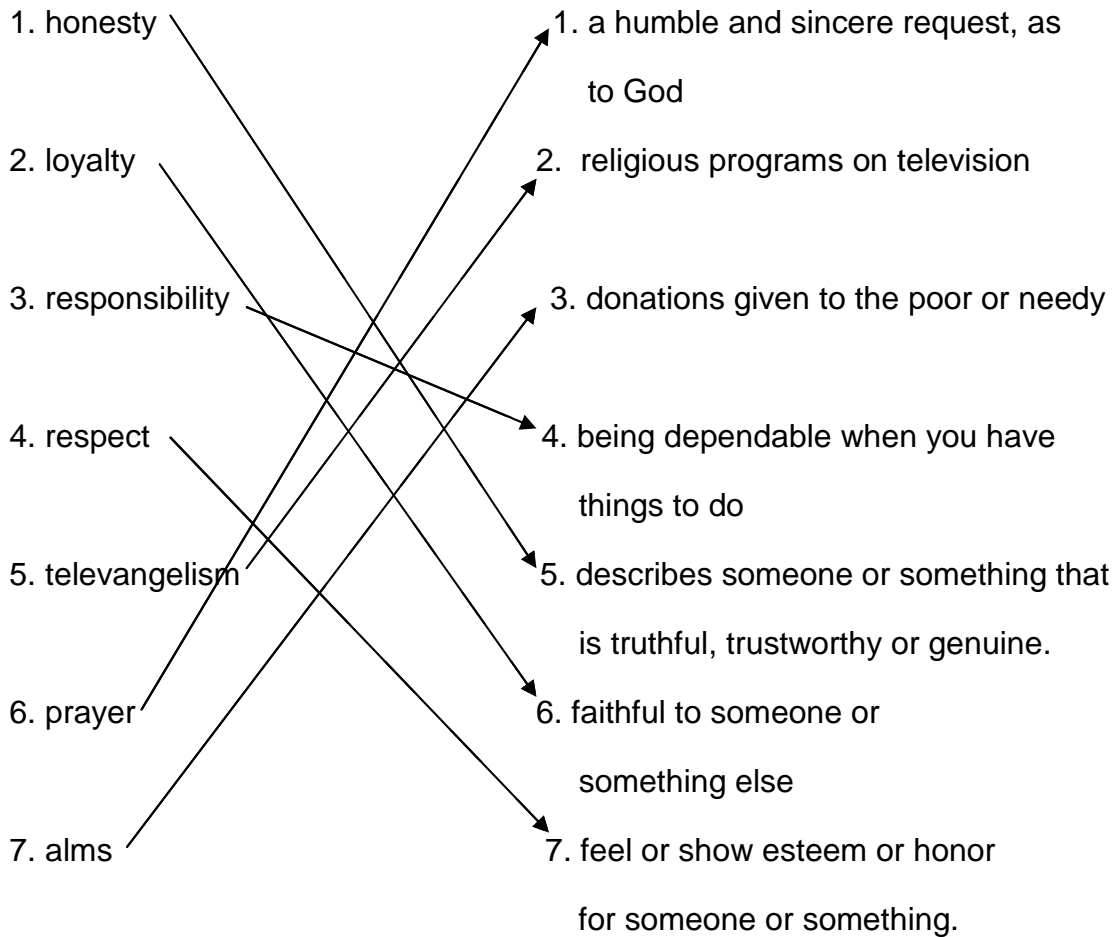 1. honesty
1. a humble and sincere request, as
to God
2. loyalty
2. religious programs on television
3. responsibility
3. donations given to the poor or needy
4. respect
4. being dependable when you have
things to do
5. televangelism
5. describes someone or something that
is truthful, trustworthy or genuine.
6. prayer
6. faithful to someone or
something else
7. alms
7. feel or show esteem or honor
for someone or something.